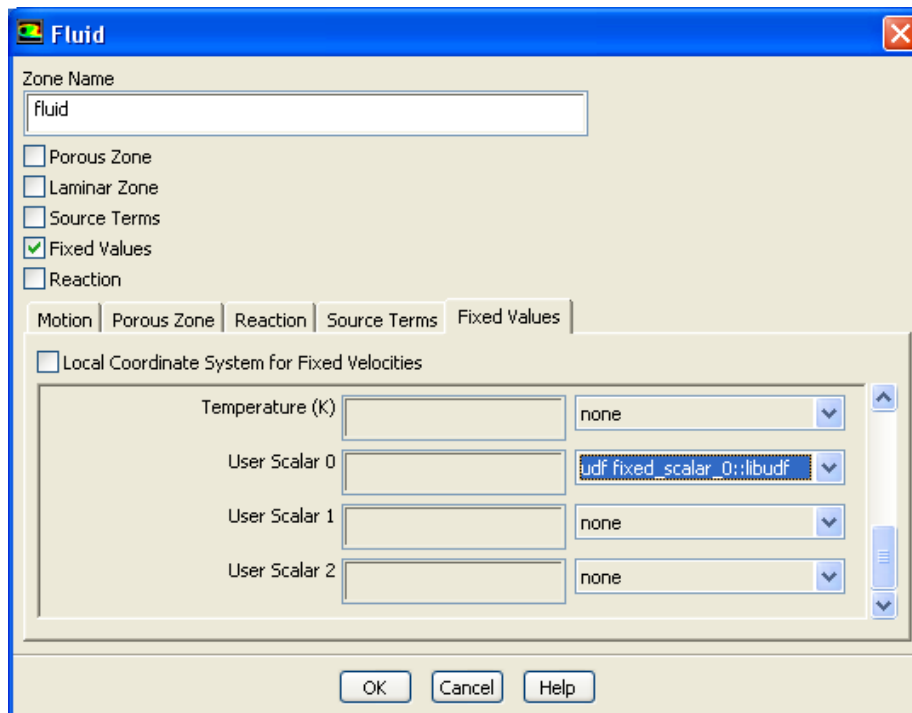 Fluid
Zone Name
fluid
Porous Zone
Laminar Zone
Source Terms
Fixed Values
Reaction
Motion Porous Zone Reaction Source Terms Fixed Values
Local Coordinate System for Fixed Velocities
Temperature (K) none
User Scalar 0 udf fixed_scalar_0::libudf
User Scalar 1 none
User Scalar 2 none
OK Cancel Help